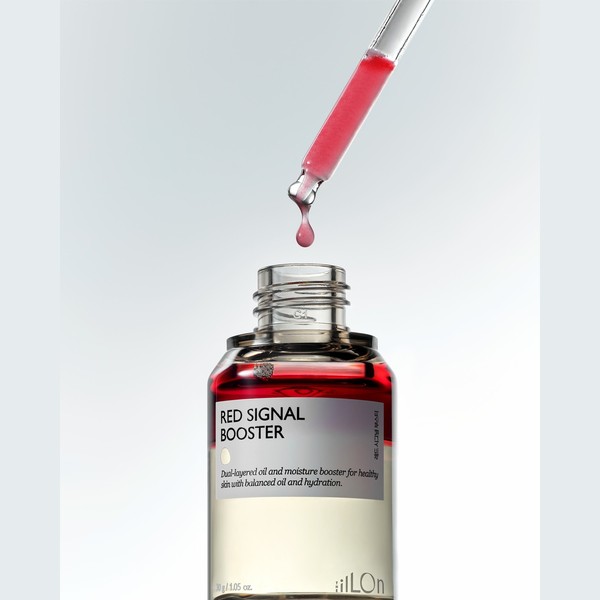 RED SIGNAL
BOOSTER
Dual-layered oil and moisture booster for healthy
skin with balanced oil and hydration.
30 g / 1.05 oz.